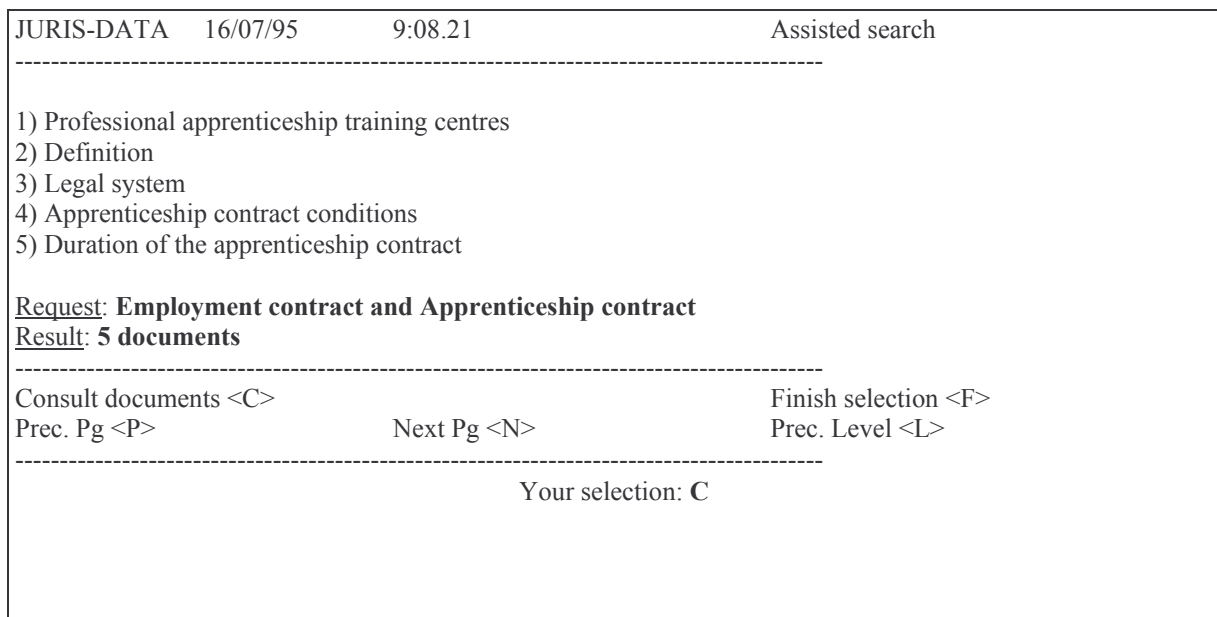 JURIS-DATA 16/07/95 9:08.21 Assisted search
-------------------------------------------------------------------------------------------
1) Professional apprenticeship training centres
2) Definition
3) Legal system
4) Apprenticeship contract conditions
5) Duration of the apprenticeship contract
Request: Employment contract and Apprenticeship contract
Result: 5 documents
-------------------------------------------------------------------------------------------
Consult documents <C> Finish selection <F>
Prec. Pg <P> Next Pg <N> Prec. Level <L>
-------------------------------------------------------------------------------------------
Your selection: C